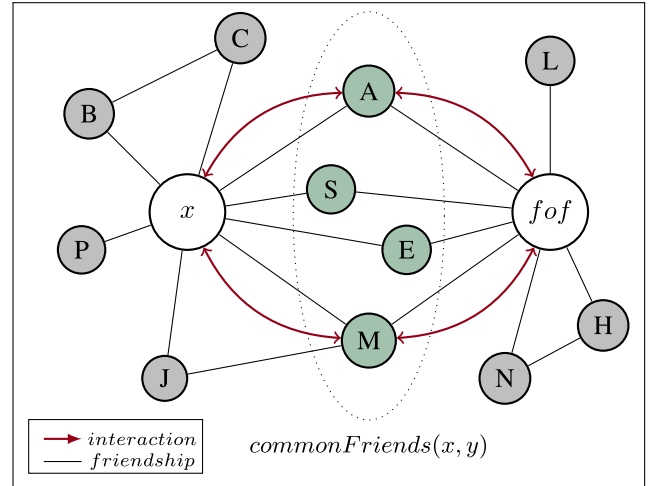 C
L
A
B
S
x
fof
P
E
H
M
J
N
interaction
friendship
commonFriends(x, y)